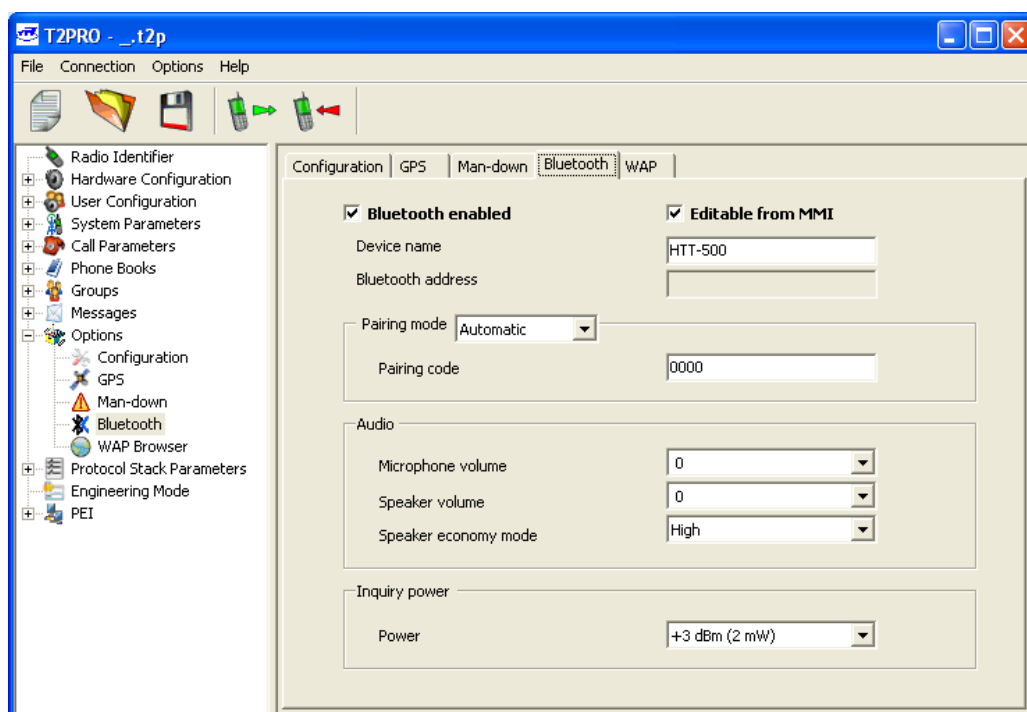 T2PRO - _.t2p
File Connection Options Help
Radio Identifier
Hardware Configuration
User Configuration
System Parameters
Call Parameters
Phone Books
Groups
Messages
Options
Configuration
GPS
Man-down
Bluetooth
WAP Browser
Protocol Stack Parameters
Engineering Mode
PEI
Configuration GPS Man-down Bluetooth WAP
Bluetooth enabled Editable from MMI
Device name HTT-500
Bluetooth address
Pairing mode Automatic
Pairing code 0000
Audio
Microphone volume 0
Speaker volume 0
Speaker economy mode High
Inquiry power
Power +3 dBm (2 mW)